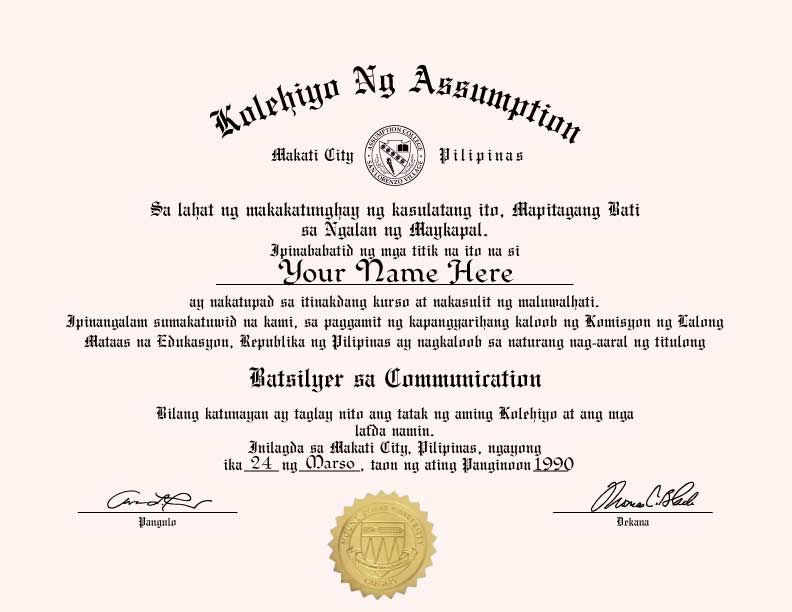 Kolehiyo Ng Assumption
Makati City
ASSUMPTION COLLEGE
SAN LORENZO VILLAGE
Pilipinas
Sa lahat ng makakatunghay ng kasulatang ito, Mapitagang Bati
sa Ngalan ng Maykapal.
Ipinababatid ng mga titik na ito na si
Your Name Here
ay nakatupad sa itinakdang kurso at nakasulit ng maluwalhati.
Ipinangalam sumakatuwid na kami, sa paggamit ng kapangyarihang kaloob ng Komisyon ng Lalong
Mataas na Edukasyon, Republika ng Pilipinas ay nagkaloob sa naturang nag-aaral ng titulong
Batsilyer sa Communication
Bilang katunayan ay taglay nito ang tatak ng aming Kolehiyo at ang mga
lafda namin.
Inilagda sa Makati City, Pilipinas, ngayong
ika 24 ng Marso, taon ng ating Panginoon 1990
Pangulo
Dekana
MOUNT ROYAL UNIVERSITY
CALGARY